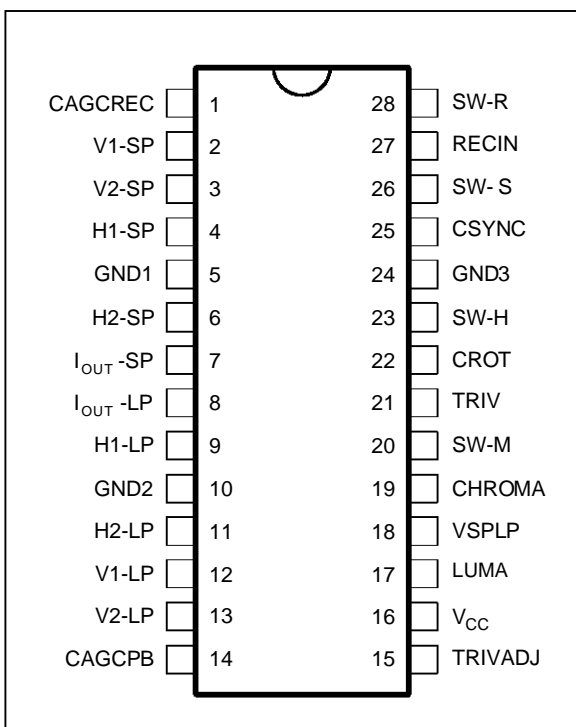 CAGCREC 1 28 SW-R
V1-SP 2 27 RECIN
V2-SP 3 26 SW- S
H1-SP 4 25 CSYNC
GND1 5 24 GND3
H2-SP 6 23 SW-H
IOUT -SP 7 22 CROT
IOUT -LP 8 21 TRIV
H1-LP 9 20 SW-M
GND2 10 19 CHROMA
H2-LP 11 18 VSPLP
V1-LP 12 17 LUMA
V2-LP 13 16 VCC
CAGCPB 14 15 TRIVADJ